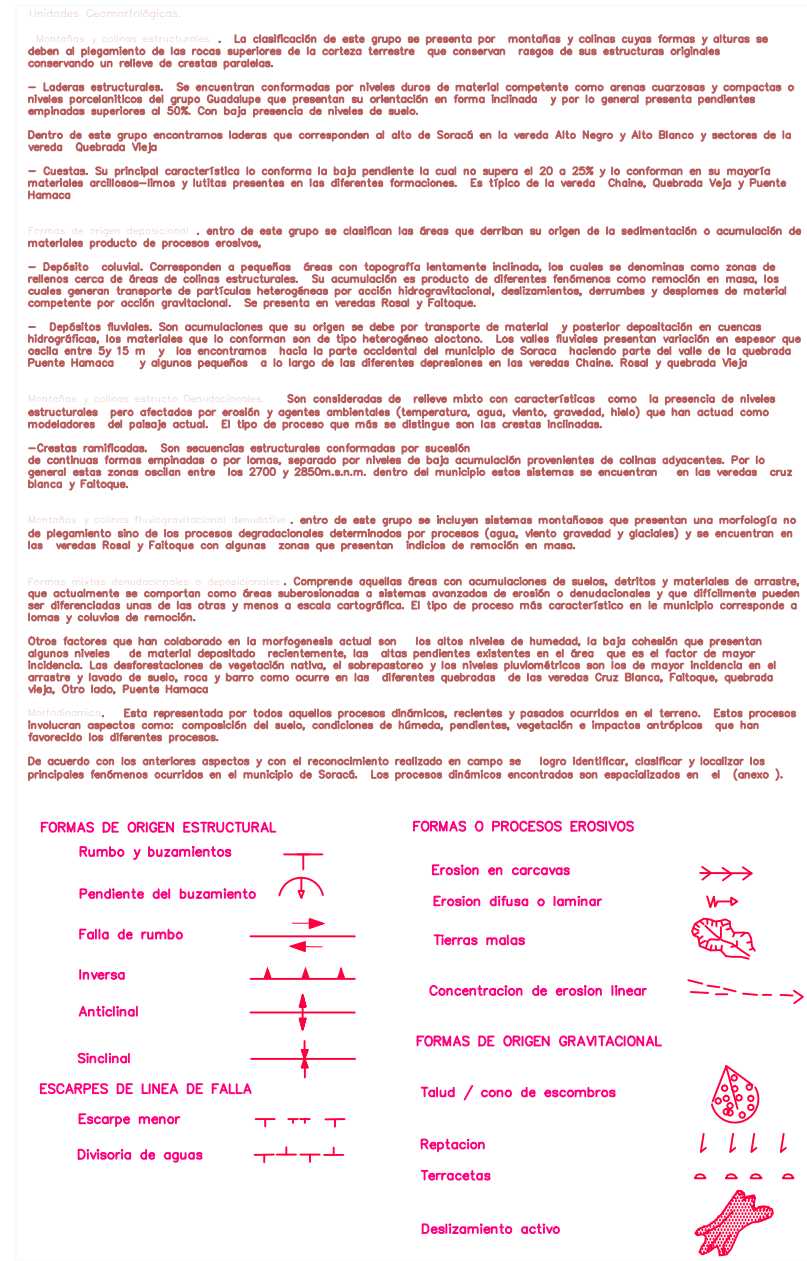 Unidades Geomorfológicas.
Montañas y colinas estructurales . La clasificación de este grupo se presenta por montañas y colinas cuyas formas y alturas se
deben al plegamiento de las rocas superiores de la corteza terrestre que conservan rasgos de sus estructuras originales
conservando un relieve de crestas paralelas.
– Laderas estructurales. Se encuentran conformadas por niveles duros de material competente como arenas cuarzosas y compactas o
niveles porcelaniticos del grupo Guadalupe que presentan su orientación en forma inclinada y por lo general presenta pendientes
empinadas superiores al 50%. Con baja presencia de niveles de suelo.
Dentro de este grupo encontramos laderas que corresponden al alto de Soracá en la vereda Alto Negro y Alto Blanco y sectores de la
vereda Quebrada Vieja
– Cuestas. Su principal característica lo conforma la baja pendiente la cual no supera el 20 a 25% y lo conforman en su mayoría
materiales arcillosos–limos y lutitas presentes en las diferentes formaciones. Es típico de la vereda Chaine, Quebrada Veja y Puente
Hamaca
Formas de origen deposicional . entro de este grupo se clasifican las áreas que derriban su origen de la sedimentación o acumulación de
materiales producto de procesos erosivos,
– Depósito coluvial. Corresponden a pequeñas áreas con topografía lentamente inclinada, los cuales se denominas como zonas de
rellenos cerca de áreas de colinas estructurales. Su acumulación es producto de diferentes fenómenos como remoción en masa, los
cuales generan transporte de partículas heterogéneas por acción hidrogravitacional, deslizamientos, derrumbes y desplomes de material
competente por acción gravitacional. Se presenta en veredas Rosal y Faitoque.
– Depósitos fluviales. Son acumulaciones que su origen se debe por transporte de material y posterior depositación en cuencas
hidrográficas, los materiales que lo conforman son de tipo heterogéneo aloctono. Los valles fluviales presentan variación en espesor que
oscila entre 5y 15 m y los encontramos hacia la parte occidental del municipio de Soraca haciendo parte del valle de la quebrada
Puente Hamaca y algunos pequeños a lo largo de las diferentes depresiones en las veredas Chaine. Rosal y quebrada Vieja
Montañas y colinas estructo Denudacionales. Son consideradas de relieve mixto con características como la presencia de niveles
estructurales pero afectados por erosión y agentes ambientales (temperatura, agua, viento, gravedad, hielo) que han actuad como
modeladores del paisaje actual. El tipo de proceso que más se distingue son las crestas inclinadas.
–Crestas ramificadas. Son secuencias estructurales conformadas por sucesión
de continuas formas empinadas o por lomas, separado por niveles de baja acumulación provenientes de colinas adyacentes. Por lo
general estas zonas oscilan entre los 2700 y 2850m.s.n.m. dentro del municipio estos sistemas se encuentran en las veredas cruz
blanca y Faitoque.
Montañas y colinas fluviogravitacional denudativo . entro de este grupo se incluyen sistemas montañosos que presentan una morfología no
de plegamiento sino de los procesos degradacionales determinados por procesos (agua, viento gravedad y glaciales) y se encuentran en
las veredas Rosal y Faitoque con algunas zonas que presentan indicios de remoción en masa.
Formas mixtas denudacionales o deposicionales . Comprende aquellas áreas con acumulaciones de suelos, detritos y materiales de arrastre,
que actualmente se comportan como áreas suberosionadas a sistemas avanzados de erosión o denudacionales y que difícilmente pueden
ser diferenciadas unas de las otras y menos a escala cartográfica. El tipo de proceso más característico en le municipio corresponde a
lomas y coluvios de remoción.
Otros factores que han colaborado en la morfogenesis actual son los altos niveles de humedad, la baja cohesión que presentan
algunos niveles de material depositado recientemente, las altas pendientes existentes en el área que es el factor de mayor
incidencia. Las desforestaciones de vegetación nativa, el sobrepastoreo y los niveles pluviométricos son los de mayor incidencia en el
arrastre y lavado de suelo, roca y barro como ocurre en las diferentes quebradas de las veredas Cruz Blanca, Faitoque, quebrada
vieja, Otro lado, Puente Hamaca
Morfodinamica. Esta representada por todos aquellos procesos dinámicos, recientes y pasados ocurridos en el terreno. Estos procesos
involucran aspectos como: composición del suelo, condiciones de húmeda, pendientes, vegetación e impactos antrópicos que han
favorecido los diferentes procesos.
De acuerdo con los anteriores aspectos y con el reconocimiento realizado en campo se logro identificar, clasificar y localizar los
principales fenómenos ocurridos en el municipio de Soracá. Los procesos dinámicos encontrados son espacializados en el (anexo ).
FORMAS DE ORIGEN ESTRUCTURAL
Rumbo y buzamientos
Pendiente del buzamiento
Falla de rumbo
Inversa
Anticlinal
Sinclinal
ESCARPES DE LINEA DE FALLA
Escarpe menor
Divisoria de aguas
FORMAS O PROCESOS EROSIVOS
Erosion en carcavas
Erosion difusa o laminar
Tierras malas
Concentracion de erosion linear
FORMAS DE ORIGEN GRAVITACIONAL
Talud / cono de escombros
Reptacion
Terracetas
Deslizamiento activo